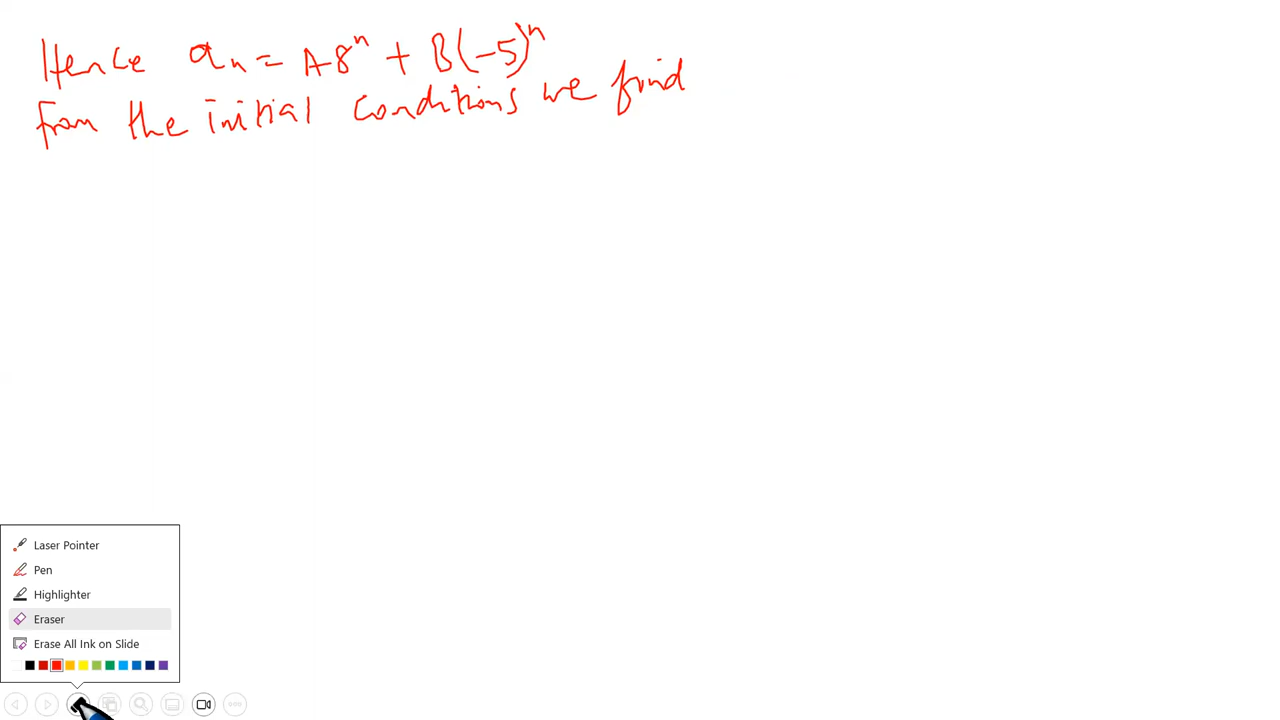 Hence aₙ = A8ⁿ + B(-5)ⁿ
from the initial conditions we find
Laser Pointer
Pen
Highlighter
Eraser
Erase All Ink on Slide